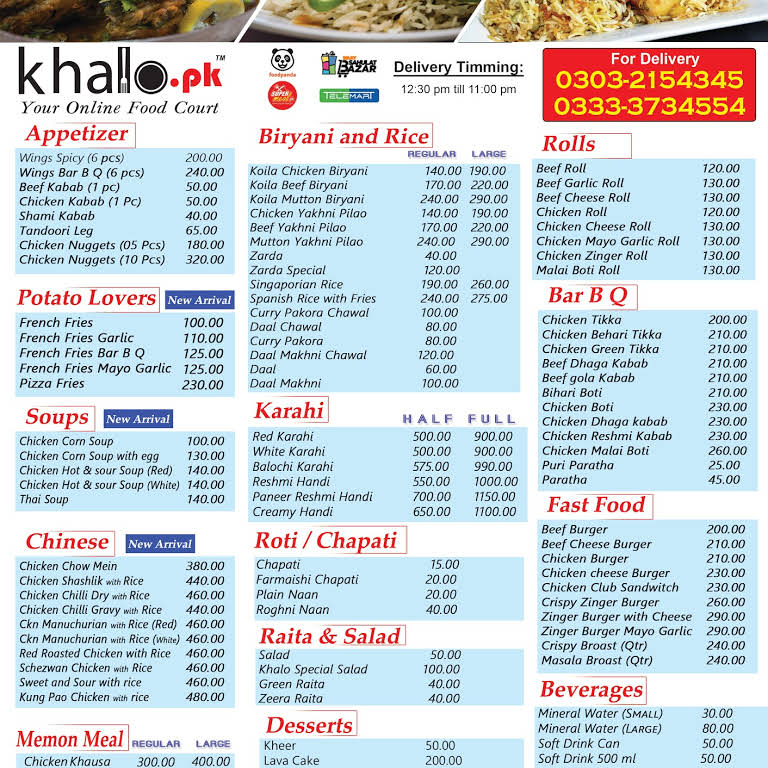 khalo.pk™
Your Online Food Court
foodpanda
SAHULAT BAZAR
SUPER MEALS
TELEMART
Delivery Timming:
12:30 pm till 11:00 pm
For Delivery
0303-2154345
0333-3734554
Appetizer
Wings Spicy (6 pcs) 200.00
Wings Bar B Q (6 pcs) 240.00
Beef Kabab (1 pc) 50.00
Chicken Kabab (1 Pc) 50.00
Shami Kabab 40.00
Tandoori Leg 65.00
Chicken Nuggets (05 Pcs) 180.00
Chicken Nuggets (10 Pcs) 320.00
Potato Lovers New Arrival
French Fries 100.00
French Fries Garlic 110.00
French Fries Bar B Q 125.00
French Fries Mayo Garlic 125.00
Pizza Fries 230.00
Soups New Arrival
Chicken Corn Soup 100.00
Chicken Corn Soup with egg 130.00
Chicken Hot & sour Soup (Red) 140.00
Chicken Hot & sour Soup (White) 140.00
Thai Soup 140.00
Chinese New Arrival
Chicken Chow Mein 380.00
Chicken Shashlik with Rice 440.00
Chicken Chilli Dry with Rice 460.00
Chicken Chilli Gravy with Rice 440.00
Ckn Manuchurian with Rice (Red) 460.00
Ckn Manuchurian with Rice (White) 460.00
Red Roasted Chicken with Rice 460.00
Schezwan Chicken with Rice 460.00
Sweet and Sour with rice 460.00
Kung Pao Chicken with rice 480.00
Memon Meal REGULAR LARGE
Chicken Khausa 300.00 400.00
Biryani and Rice
REGULAR LARGE
Koila Chicken Biryani 140.00 190.00
Koila Beef Biryani 170.00 220.00
Koila Mutton Biryani 240.00 290.00
Chicken Yakhni Pilao 140.00 190.00
Beef Yakhni Pilao 170.00 220.00
Mutton Yakhni Pilao 240.00 290.00
Zarda 40.00
Zarda Special 120.00
Singaporian Rice 190.00 260.00
Spanish Rice with Fries 240.00 275.00
Curry Pakora Chawal 100.00
Daal Chawal 80.00
Curry Pakora 80.00
Daal Makhni Chawal 120.00
Daal 60.00
Daal Makhni 100.00
Karahi HALF FULL
Red Karahi 500.00 900.00
White Karahi 500.00 900.00
Balochi Karahi 575.00 990.00
Reshmi Handi 550.00 1000.00
Paneer Reshmi Handi 700.00 1150.00
Creamy Handi 650.00 1100.00
Roti / Chapati
Chapati 15.00
Farmaishi Chapati 20.00
Plain Naan 20.00
Roghni Naan 40.00
Raita & Salad
Salad 50.00
Khalo Special Salad 100.00
Green Raita 40.00
Zeera Raita 40.00
Desserts
Kheer 50.00
Lava Cake 200.00
Rolls
Beef Roll 120.00
Beef Garlic Roll 130.00
Beef Cheese Roll 130.00
Chicken Roll 120.00
Chicken Cheese Roll 130.00
Chicken Mayo Garlic Roll 130.00
Chicken Zinger Roll 130.00
Malai Boti Roll 130.00
Bar B Q
Chicken Tikka 200.00
Chicken Behari Tikka 210.00
Chicken Green Tikka 210.00
Beef Dhaga Kabab 210.00
Beef gola Kabab 210.00
Bihari Boti 210.00
Chicken Boti 230.00
Chicken Dhaga kabab 230.00
Chicken Reshmi Kabab 230.00
Chicken Malai Boti 260.00
Puri Paratha 25.00
Paratha 45.00
Fast Food
Beef Burger 200.00
Beef Cheese Burger 210.00
Chicken Burger 210.00
Chicken cheese Burger 230.00
Chicken Club Sandwitch 230.00
Crispy Zinger Burger 260.00
Zinger Burger with Cheese 290.00
Zinger Burger Mayo Garlic 290.00
Crispy Broast (Qtr) 240.00
Masala Broast (Qtr) 240.00
Beverages
Mineral Water (SMALL) 30.00
Mineral Water (LARGE) 80.00
Soft Drink Can 50.00
Soft Drink 500 ml 50.00